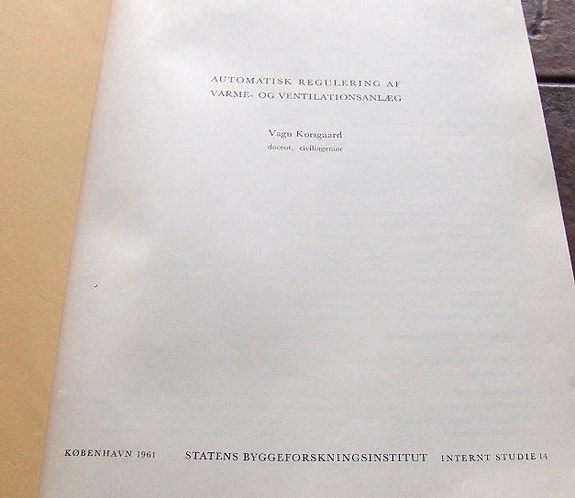 AUTOMATISK REGULERING AF
VARME- OG VENTILATIONSANLÆG
Vagn Korsgaard
docent, civilingeniør
KØBENHAVN 1961 STATENS BYGGEFORSKNINGSINSTITUT INTERNT STUDIE 14